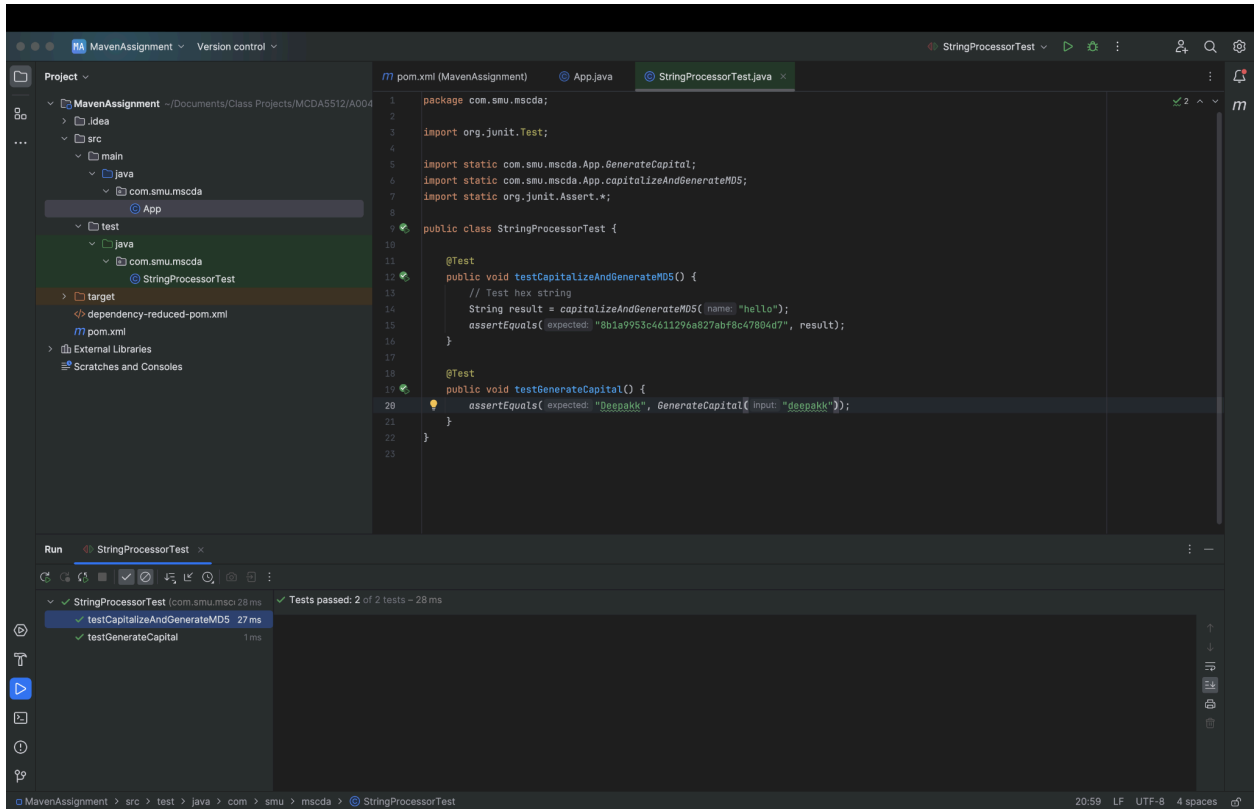 MA MavenAssignment Version control StringProcessorTest
Project
pom.xml (MavenAssignment) App.java StringProcessorTest.java
MavenAssignment ~/Documents/Class Projects/MCDA5512/A004
.idea
src
main
java
com.smu.mscda
App
test
java
com.smu.mscda
StringProcessorTest
target
dependency-reduced-pom.xml
pom.xml
External Libraries
Scratches and Consoles
2
1 package com.smu.mscda;
2
3 import org.junit.Test;
4
5 import static com.smu.mscda.App.GenerateCapital;
6 import static com.smu.mscda.App.capitalizeAndGenerateMD5;
7 import static org.junit.Assert.*;
8
9 public class StringProcessorTest {
10
11 @Test
12 public void testCapitalizeAndGenerateMD5() {
13 // Test hex string
14 String result = capitalizeAndGenerateMD5( name: "hello");
15 assertEquals( expected: "8b1a9953c4611296a827abf8c47804d7", result);
16 }
17
18 @Test
19 public void testGenerateCapital() {
20 assertEquals( expected: "Deepakk", GenerateCapital( input: "deepakk"));
21 }
22 }
23
Run StringProcessorTest
StringProcessorTest (com.smu.msc 28 ms
testCapitalizeAndGenerateMD5 27 ms
testGenerateCapital 1 ms
Tests passed: 2 of 2 tests – 28 ms
MavenAssignment > src > test > java > com > smu > mscda > StringProcessorTest
20:59 LF UTF-8 4 spaces